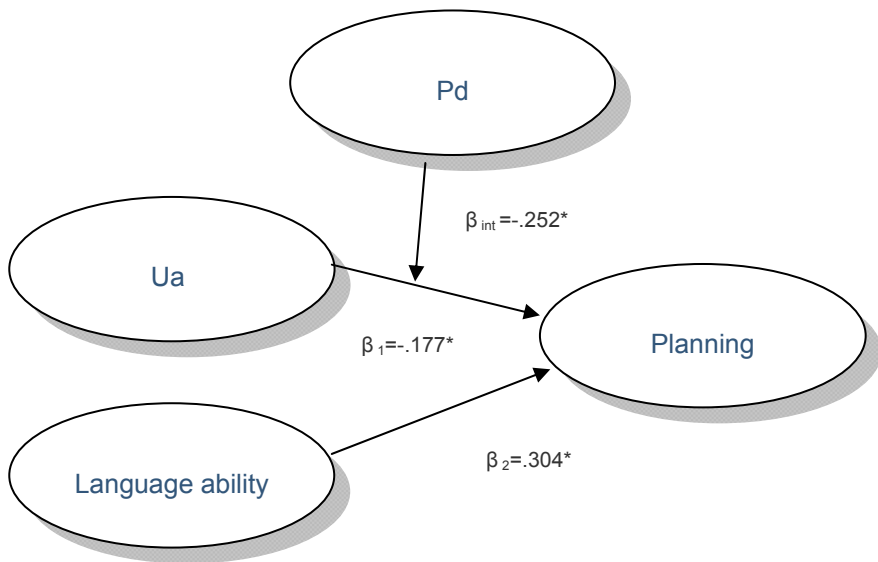 Pd
β int =-.252*
Ua
β 1=-.177*
Planning
Language ability
β 2=.304*